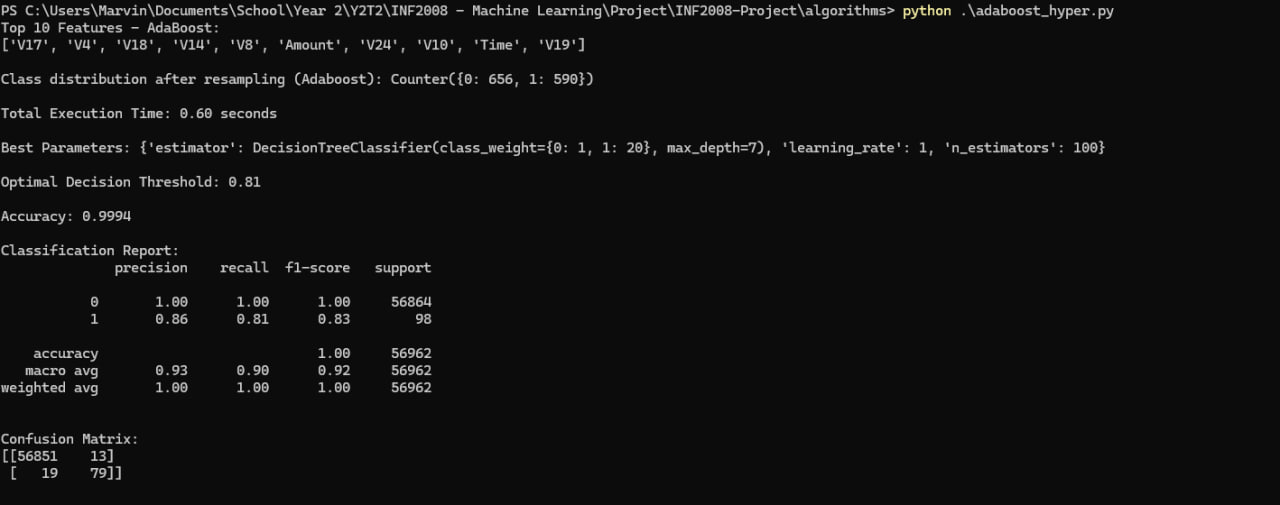 PS C:\Users\Marvin\Documents\School\Year 2\Y2T2\INF2008 - Machine Learning\Project\INF2008-Project\algorithms> python .\adaboost_hyper.py
Top 10 Features - AdaBoost:
['V17', 'V4', 'V18', 'V14', 'V8', 'Amount', 'V24', 'V10', 'Time', 'V19']
Class distribution after resampling (Adaboost): Counter({0: 656, 1: 590})
Total Execution Time: 0.60 seconds
Best Parameters: {'estimator': DecisionTreeClassifier(class_weight={0: 1, 1: 20}, max_depth=7), 'learning_rate': 1, 'n_estimators': 100}
Optimal Decision Threshold: 0.81
Accuracy: 0.9994
Classification Report:
precision recall f1-score support
0 1.00 1.00 1.00 56864
1 0.86 0.81 0.83 98
accuracy 1.00 56962
macro avg 0.93 0.90 0.92 56962
weighted avg 1.00 1.00 1.00 56962
Confusion Matrix:
[[56851 13]
[ 19 79]]